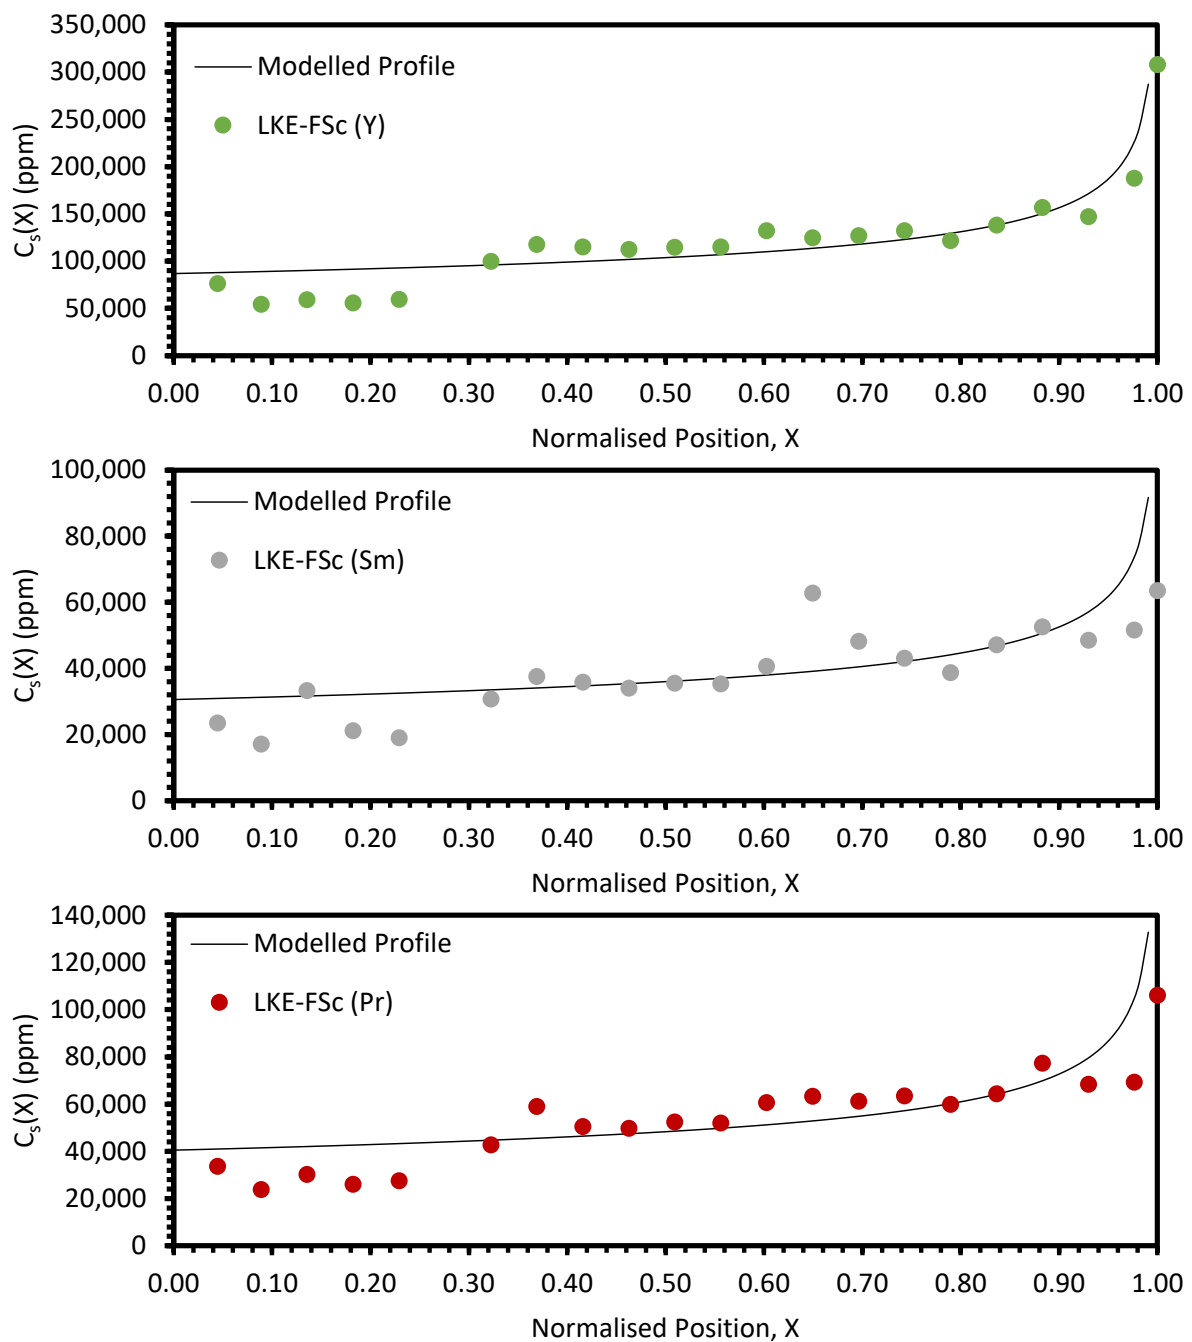 350,000
300,000
250,000
200,000
150,000
100,000
50,000
0
Cₛ(X) (ppm)
Modelled Profile
LKE-FSc (Y)
0.00 0.10 0.20 0.30 0.40 0.50 0.60 0.70 0.80 0.90 1.00
Normalised Position, X
100,000
80,000
60,000
40,000
20,000
0
Cₛ(X) (ppm)
Modelled Profile
LKE-FSc (Sm)
0.00 0.10 0.20 0.30 0.40 0.50 0.60 0.70 0.80 0.90 1.00
Normalised Position, X
140,000
120,000
100,000
80,000
60,000
40,000
20,000
0
Cₛ(X) (ppm)
Modelled Profile
LKE-FSc (Pr)
0.00 0.10 0.20 0.30 0.40 0.50 0.60 0.70 0.80 0.90 1.00
Normalised Position, X